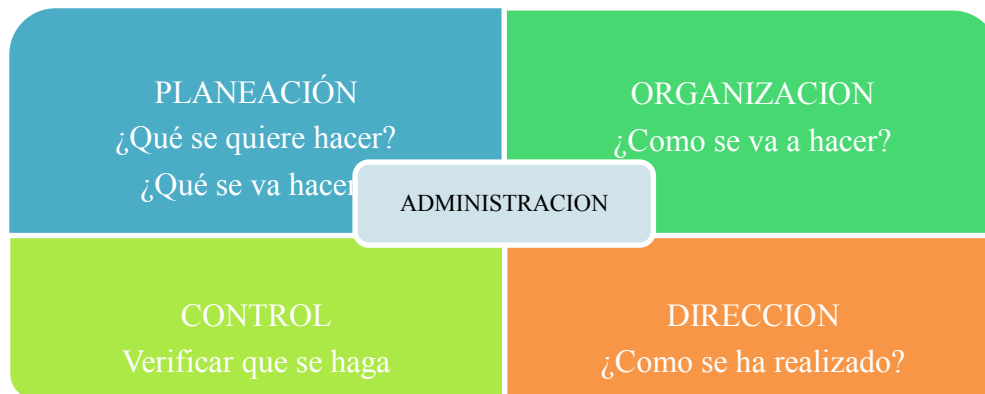 PLANEACIÓN
¿Qué se quiere hacer?
¿Qué se va hacer
ORGANIZACION
¿Como se va a hacer?
ADMINISTRACION
CONTROL
Verificar que se haga
DIRECCION
¿Como se ha realizado?